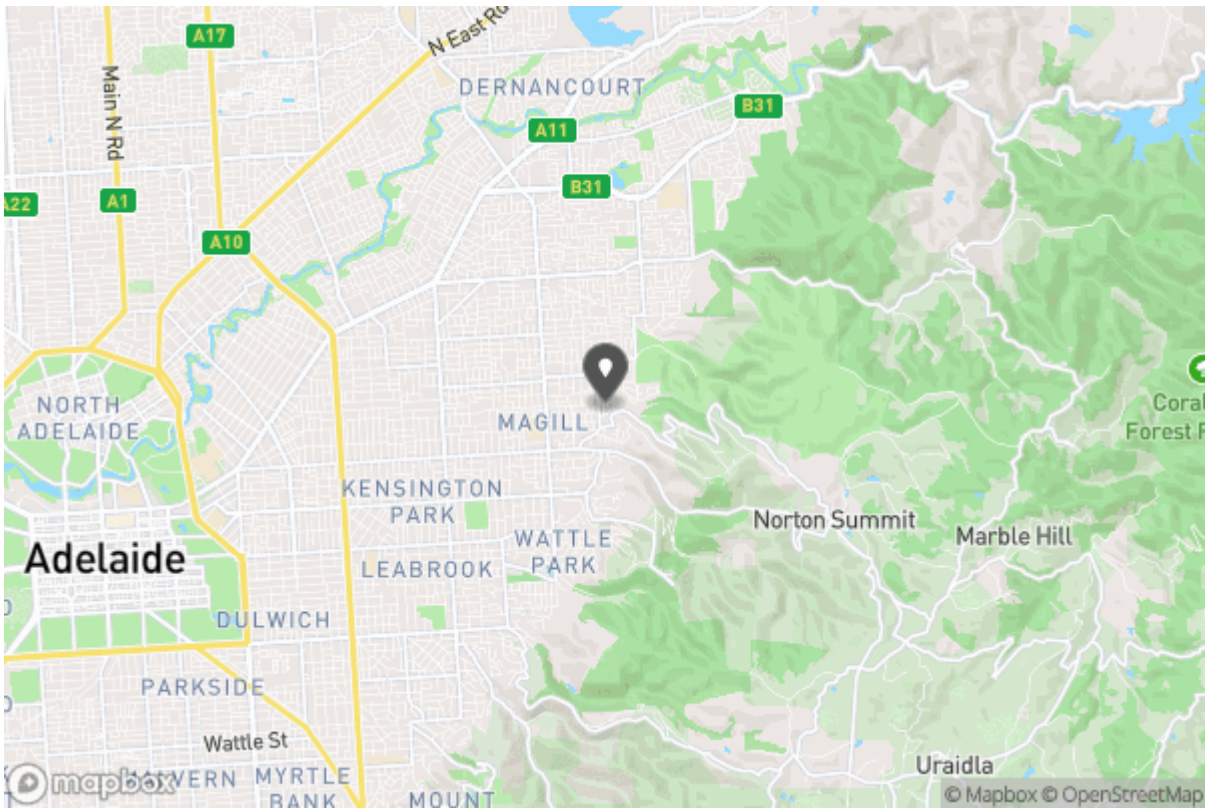 A17
N East Rd
DERNANCOURT
Main N Rd
A11
B31
B31
A22
A1
A10
NORTH
ADELAIDE
MAGILL
Coral
Forest
KENSINGTON
PARK
Norton Summit
Marble Hill
WATTLE
PARK
Adelaide
LEABROOK
DULWICH
PARKSIDE
Wattle St
Uraidla
mapbox
MYRTLE
BANK
MOUNT
© Mapbox © OpenStreetMap